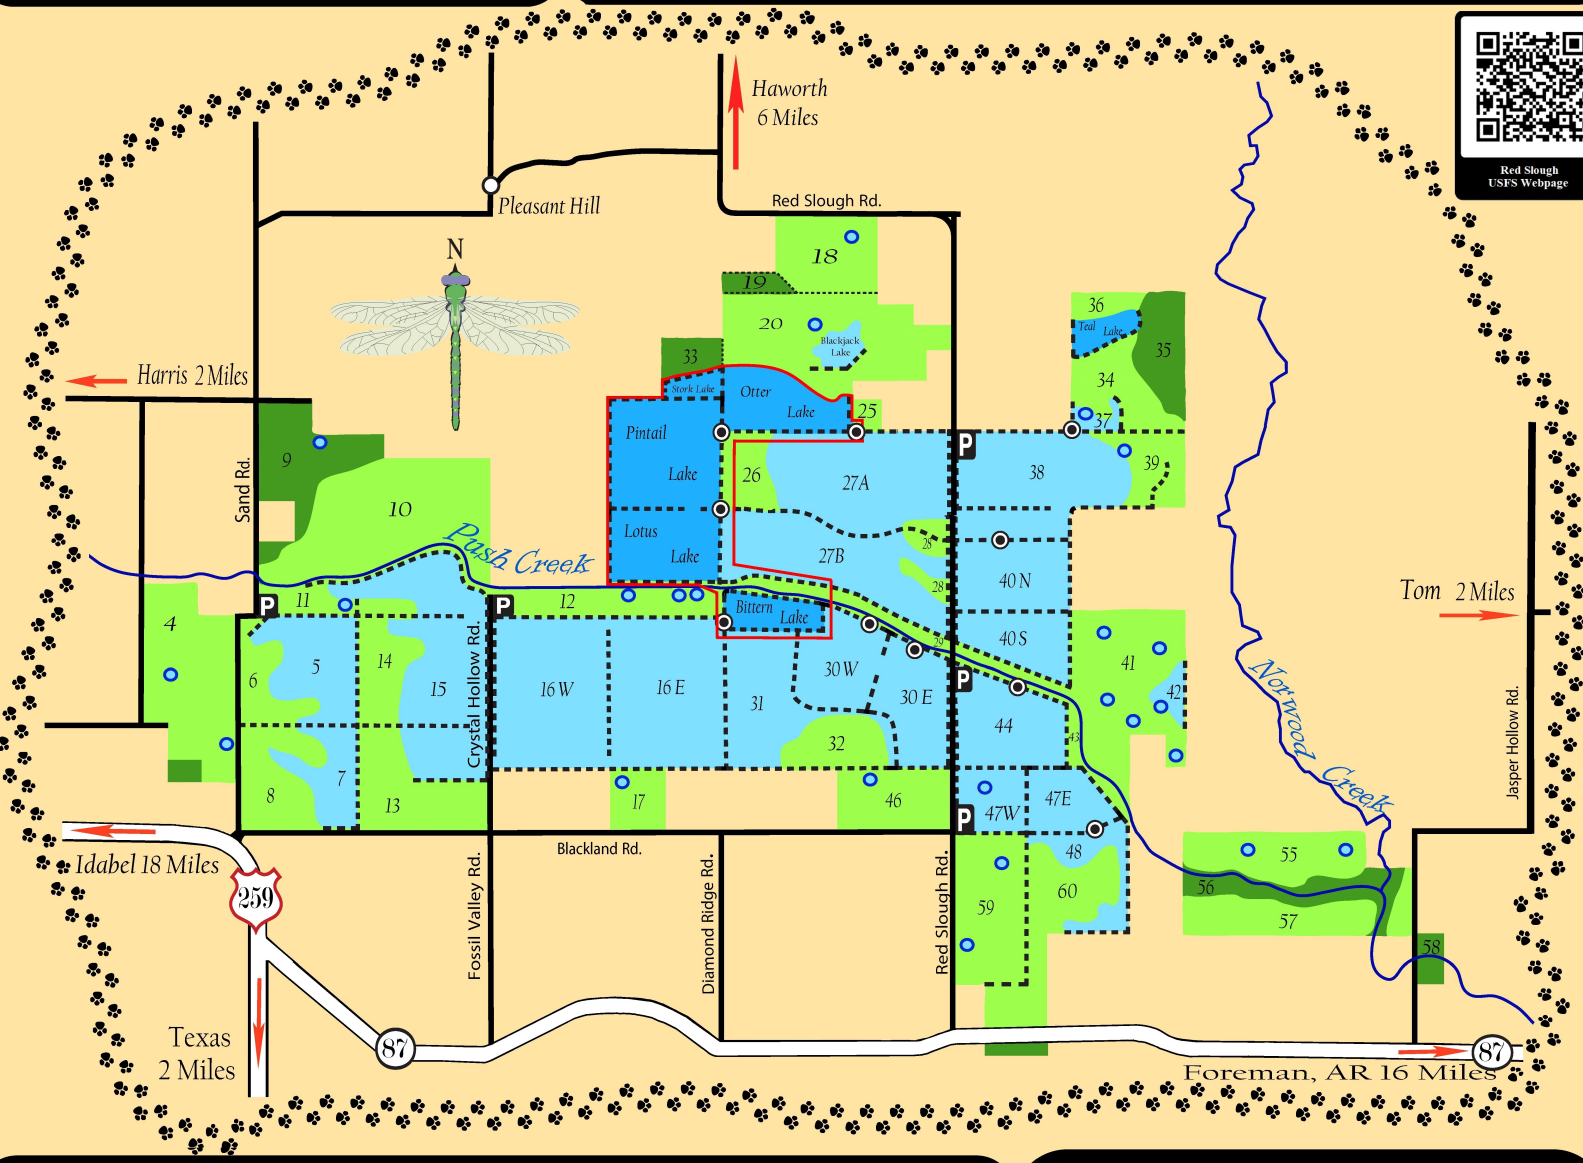 Haworth
6 Miles
Red Slough
USFS Webpage
Red Slough Rd.
Pleasant Hill
N
18
19
20
Blackjack
Lake
36
Teal Lake
35
34
37
33
Stork Lake
Otter
Lake
25
Harris 2 Miles
Pintail
Lake
26
27A
38
39
9
Sand Rd.
10
Lotus
Lake
27B
28
28
40 N
Push Creek
Tom 2 Miles
4
11
12
Bittern
Lake
29
40 S
41
42
6
5
14
15
Crystal Hollow Rd.
16 W
16 E
31
30 W
30 E
44
43
32
Norwood Creek
Jasper Hollow Rd.
P
P
P
P
P
8
7
13
17
46
47W
47E
48
Idabel 18 Miles
259
Blackland Rd.
Fossil Valley Rd.
Diamond Ridge Rd.
Red Slough Rd.
59
60
55
56
57
58
Texas
2 Miles
87
87
Foreman, AR 16 Miles